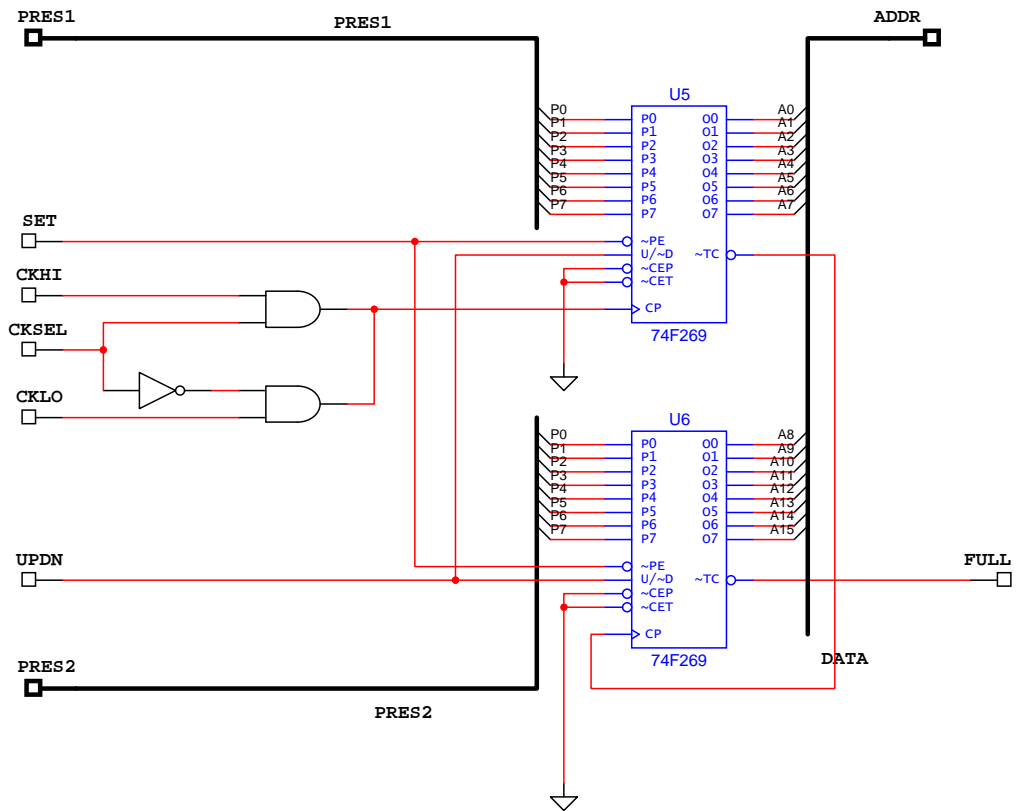 PRES1
PRES1
ADDR
U5
P0
P1
P2
P3
P4
P5
P6
P7
P0
P1
P2
P3
P4
P5
P6
P7
O0
O1
O2
O3
O4
O5
O6
O7
A0
A1
A2
A3
A4
A5
A6
A7
SET
~PE
U/~D
~TC
~CEP
~CET
CP
74F269
CKHI
CKSEL
CKLO
U6
P0
P1
P2
P3
P4
P5
P6
P7
P0
P1
P2
P3
P4
P5
P6
P7
O0
O1
O2
O3
O4
O5
O6
O7
A8
A9
A10
A11
A12
A13
A14
A15
UPDN
~PE
U/~D
~TC
~CEP
~CET
CP
74F269
FULL
DATA
PRES2
PRES2